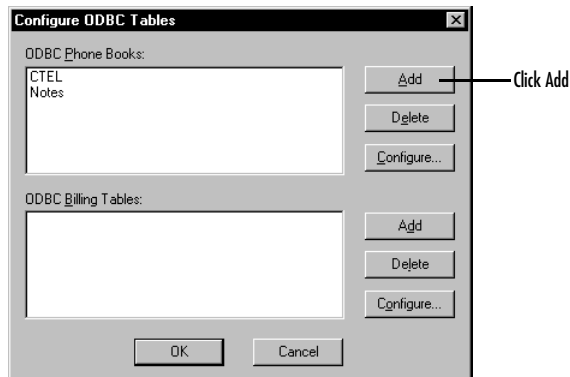 Configure ODBC Tables
ODBC Phone Books:
CTEL
Notes
Add
Click Add
Delete
Configure...
ODBC Billing Tables:
Add
Delete
Configure...
OK
Cancel